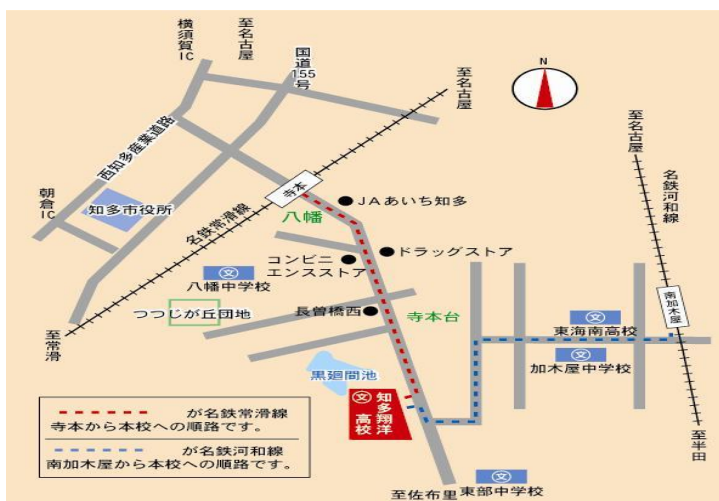 横須賀IC
至名古屋
国道155号
至名古屋
N
至名古屋
名鉄河和線
西知多産業道路
朝倉IC
知多市役所
名鉄常滑線
寺本
JAあいち知多
八幡
ドラッグストア
コンビニ
エンスストア
文
八幡中学校
つつじが丘団地
長曽橋西
寺本台
南加木屋
文
東海南高校
文
加木屋中学校
至常滑
黒廻間池
文
知多翔洋
高校
が名鉄常滑線
寺本から本校への順路です。
が名鉄河和線
南加木屋から本校への順路です。
至半田
文
東部中学校
至佐布里